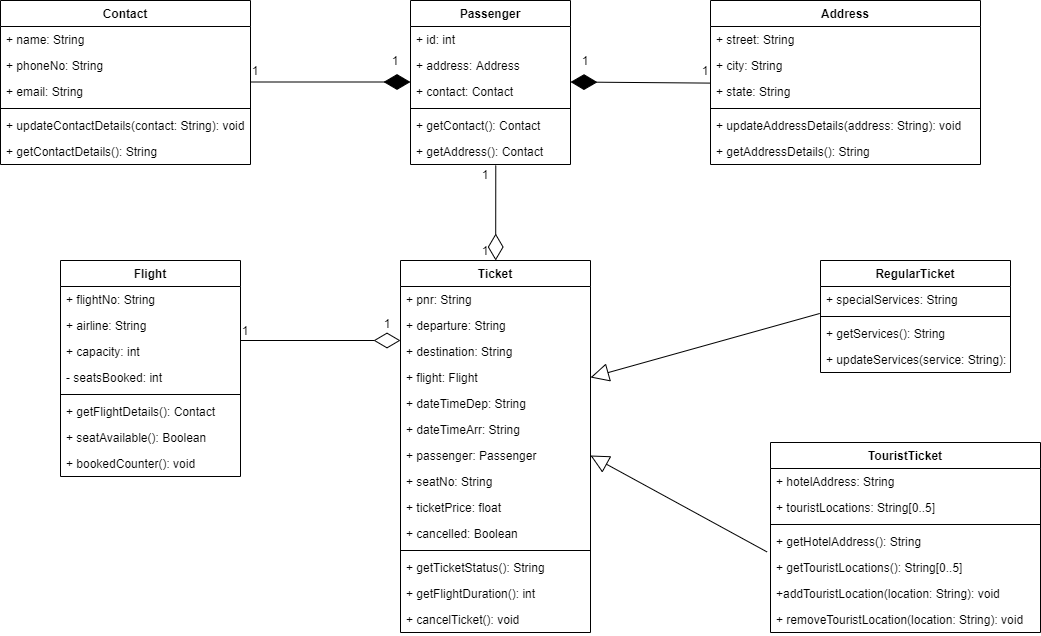 Contact
+ name: String
+ phoneNo: String
+ email: String
+ updateContactDetails(contact: String): void
+ getContactDetails(): String
1
1
Passenger
+ id: int
+ address: Address
+ contact: Contact
+ getContact(): Contact
+ getAddress(): Contact
1
1
Address
+ street: String
+ city: String
+ state: String
+ updateAddressDetails(address: String): void
+ getAddressDetails(): String
1
1
Flight
+ flightNo: String
+ airline: String
+ capacity: int
- seatsBooked: int
+ getFlightDetails(): Contact
+ seatAvailable(): Boolean
+ bookedCounter(): void
1
1
Ticket
+ pnr: String
+ departure: String
+ destination: String
+ flight: Flight
+ dateTimeDep: String
+ dateTimeArr: String
+ passenger: Passenger
+ seatNo: String
+ ticketPrice: float
+ cancelled: Boolean
+ getTicketStatus(): String
+ getFlightDuration(): int
+ cancelTicket(): void
RegularTicket
+ specialServices: String
+ getServices(): String
+ updateServices(service: String):
TouristTicket
+ hotelAddress: String
+ touristLocations: String[0..5]
+ getHotelAddress(): String
+ getTouristLocations(): String[0..5]
+addTouristLocation(location: String): void
+ removeTouristLocation(location: String): void